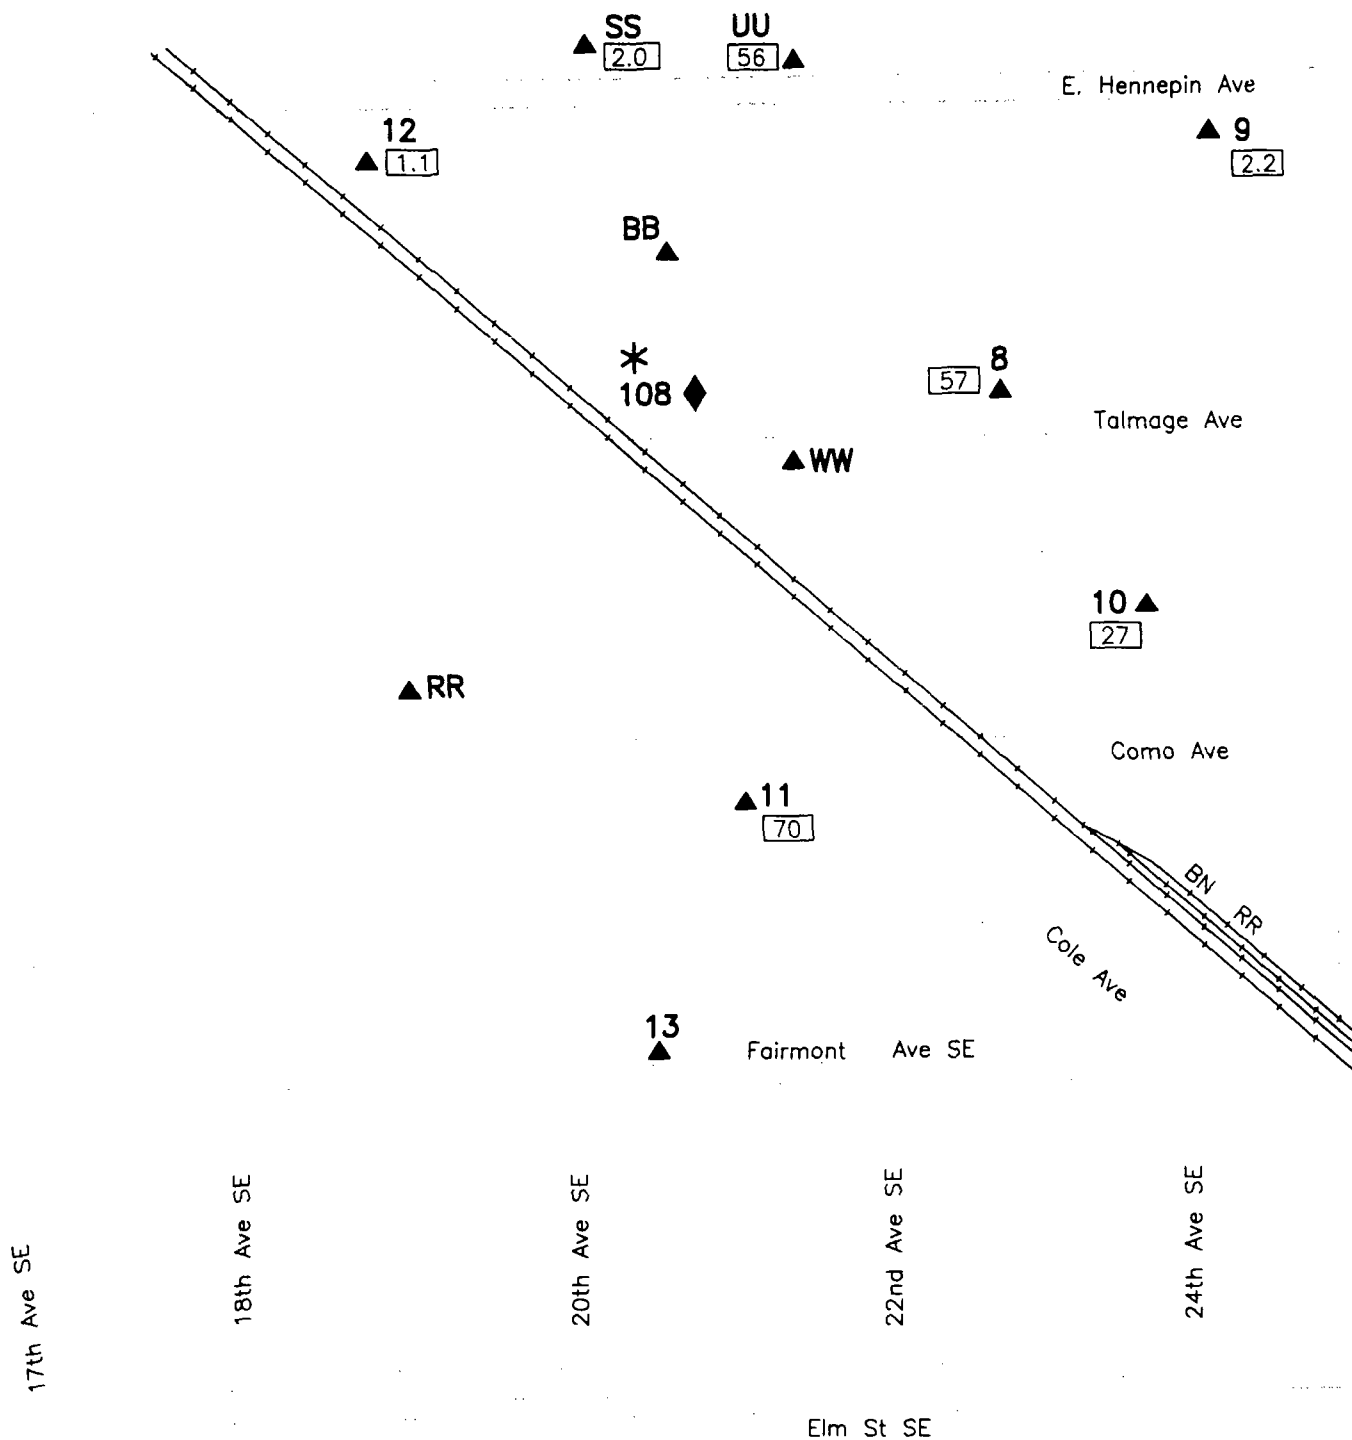 SS
2.0
UU
56
E. Hennepin Ave
12
1.1
9
2.2
BB
*
108
8
57
Talmage Ave
WW
10
27
RR
Como Ave
11
70
BN RR
Cole Ave
13
Fairmont Ave SE
17th Ave SE
18th Ave SE
20th Ave SE
22nd Ave SE
24th Ave SE
Elm St SE